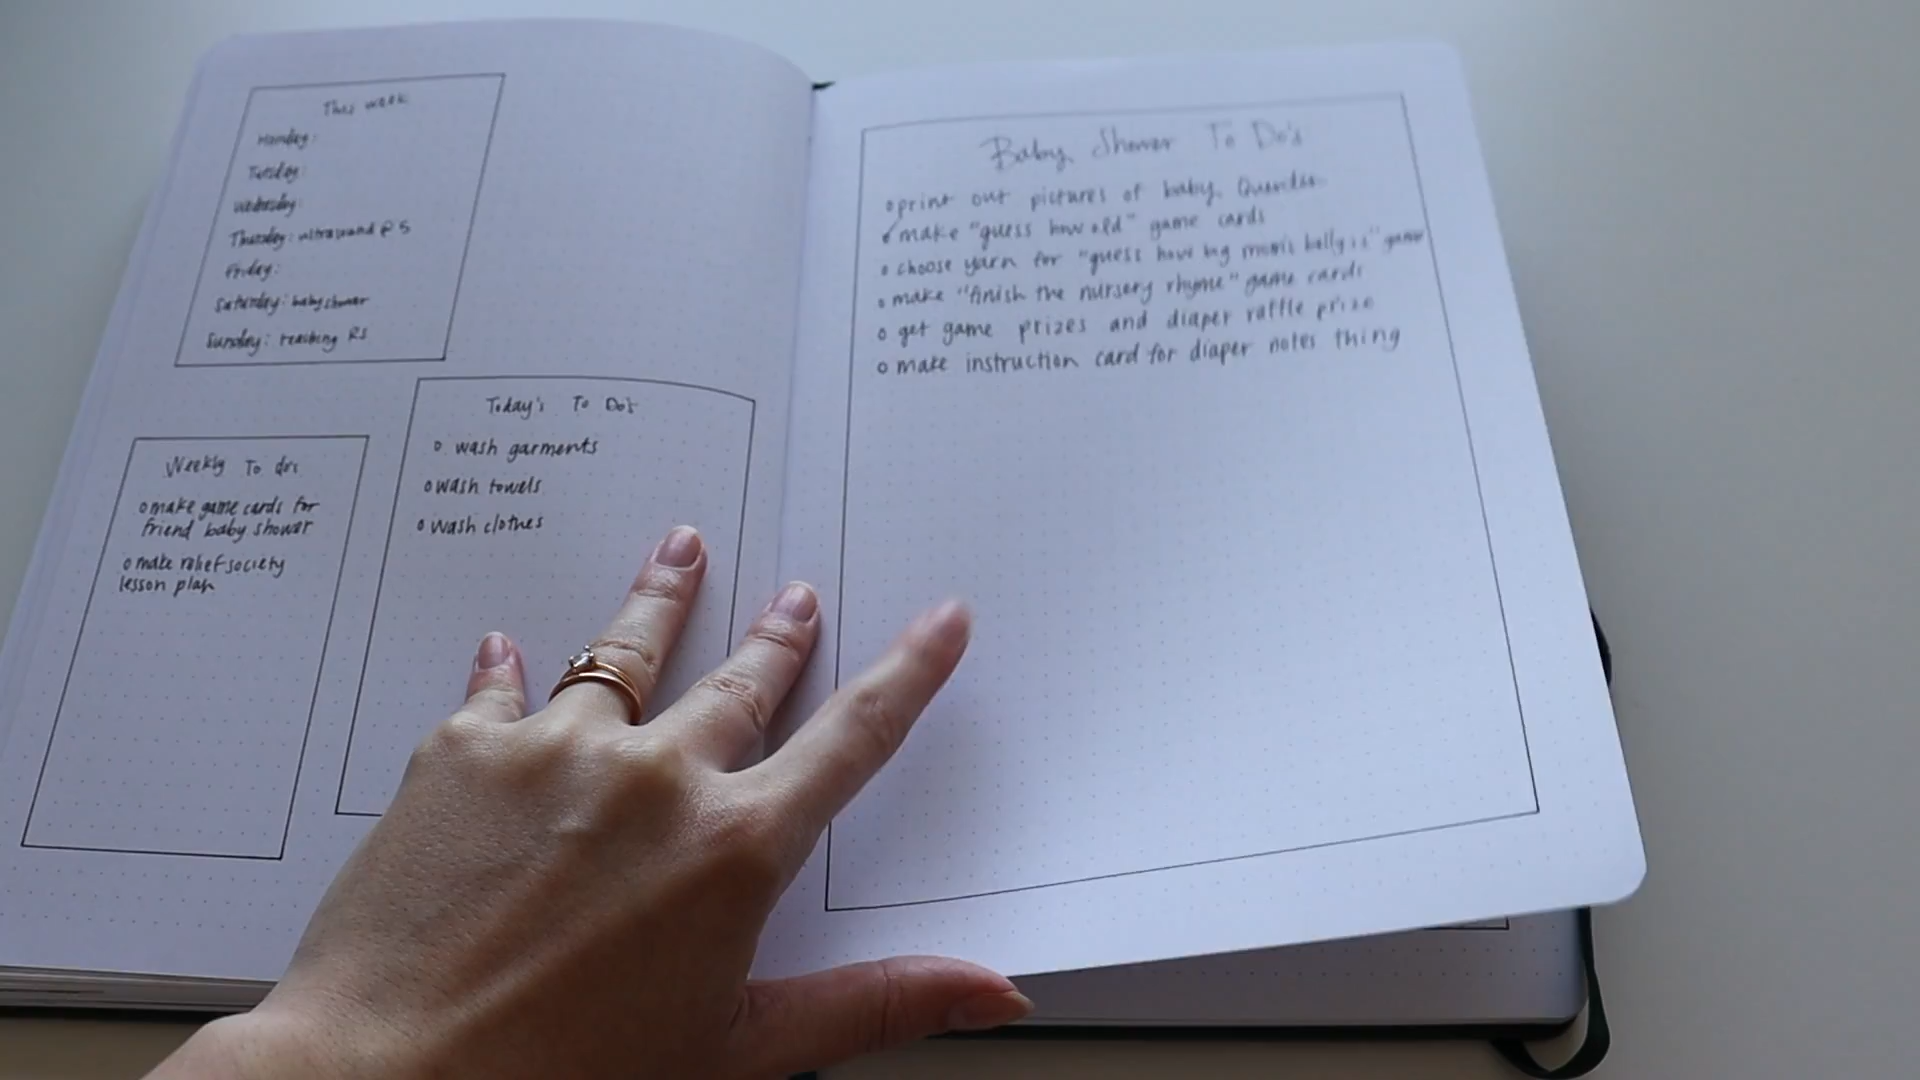 This week
Monday:
Tuesday:
Wednesday:
Thursday: ultrasound @ 5
Friday:
Saturday: baby shower
Sunday: teaching RS
Weekly To do's
o make game cards for
friend baby shower
o make relief society
lesson plan
Today's To Do's
o wash garments
o wash towels
o wash clothes
Baby Shower To Do's
o print out pictures of baby
o make "guess how old" game cards
o choose yarn for "guess how big mom's belly is" game
o make "finish the nursery rhyme" game cards
o get game prizes and diaper raffle prize
o make instruction card for diaper notes thing